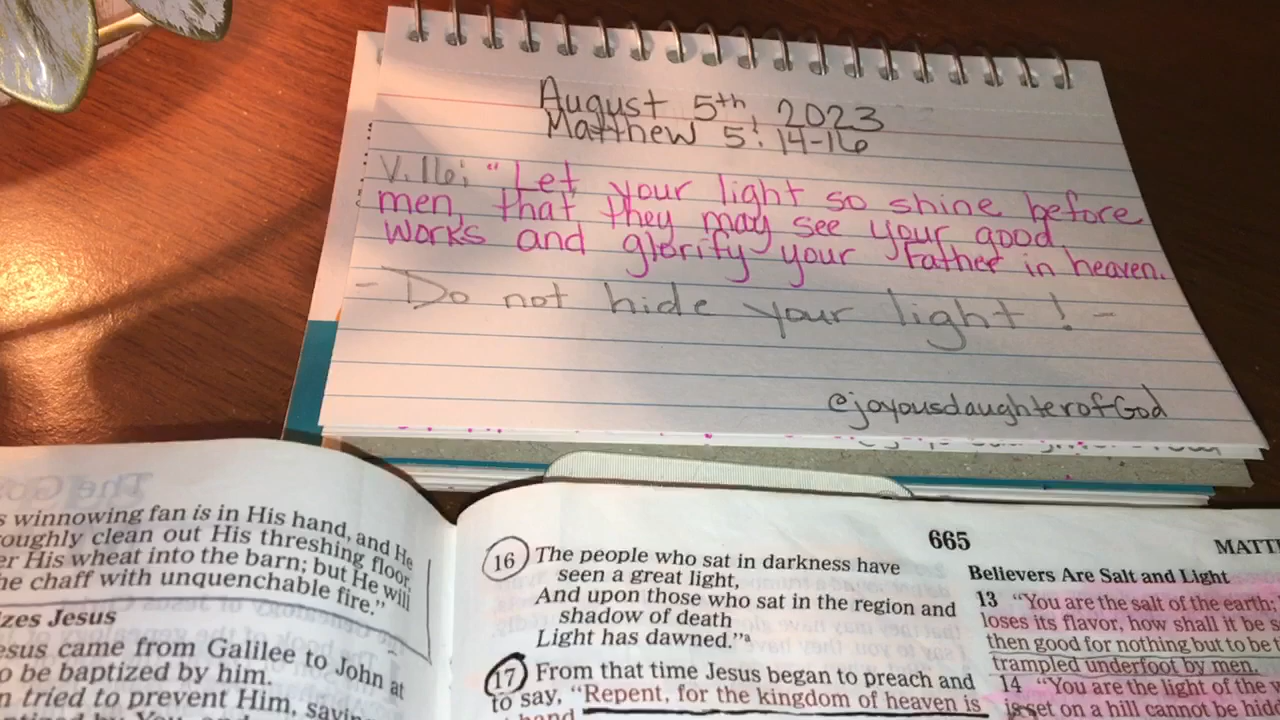 August 5th, 2023
Matthew 5:14-16
V.16: "Let your light so shine before
men, that they may see your good
works and glorify your Father in heaven.
- Do not hide your light! -
@joyousdaughterofGod
s winnowing fan is in His hand, and He
oughly clean out His threshing floor,
er His wheat into the barn; but He will
he chaff with unquenchable fire."
zes Jesus
esus came from Galilee to John at
o be baptized by him.
n tried to prevent Him, saying
16 The people who sat in darkness have
seen a great light,
And upon those who sat in the region and
shadow of death
Light has dawned."a
17 From that time Jesus began to preach and
to say, "Repent, for the kingdom of heaven is
hand
665
MATT
Believers Are Salt and Light
13 "You are the salt of the earth;
loses its flavor, how shall it be s
then good for nothing but to be t
trampled underfoot by men.
14 "You are the light of the w
is set on a hill cannot be hidd